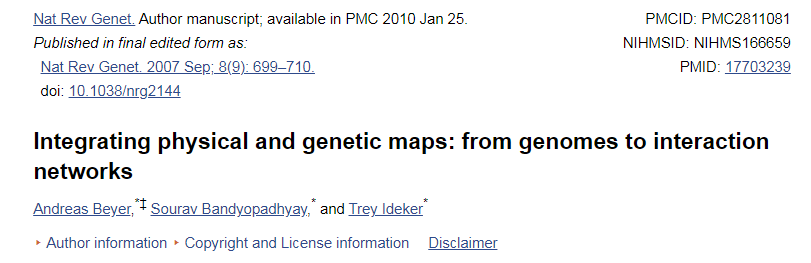 Nat Rev Genet. Author manuscript; available in PMC 2010 Jan 25.
PMCID: PMC2811081
Published in final edited form as:
NIHMSID: NIHMS166659
Nat Rev Genet. 2007 Sep; 8(9): 699–710.
PMID: 17703239
doi: 10.1038/nrg2144
Integrating physical and genetic maps: from genomes to interaction
networks
Andreas Beyer,*‡ Sourav Bandyopadhyay,* and Trey Ideker*
▸ Author information ▸ Copyright and License information Disclaimer